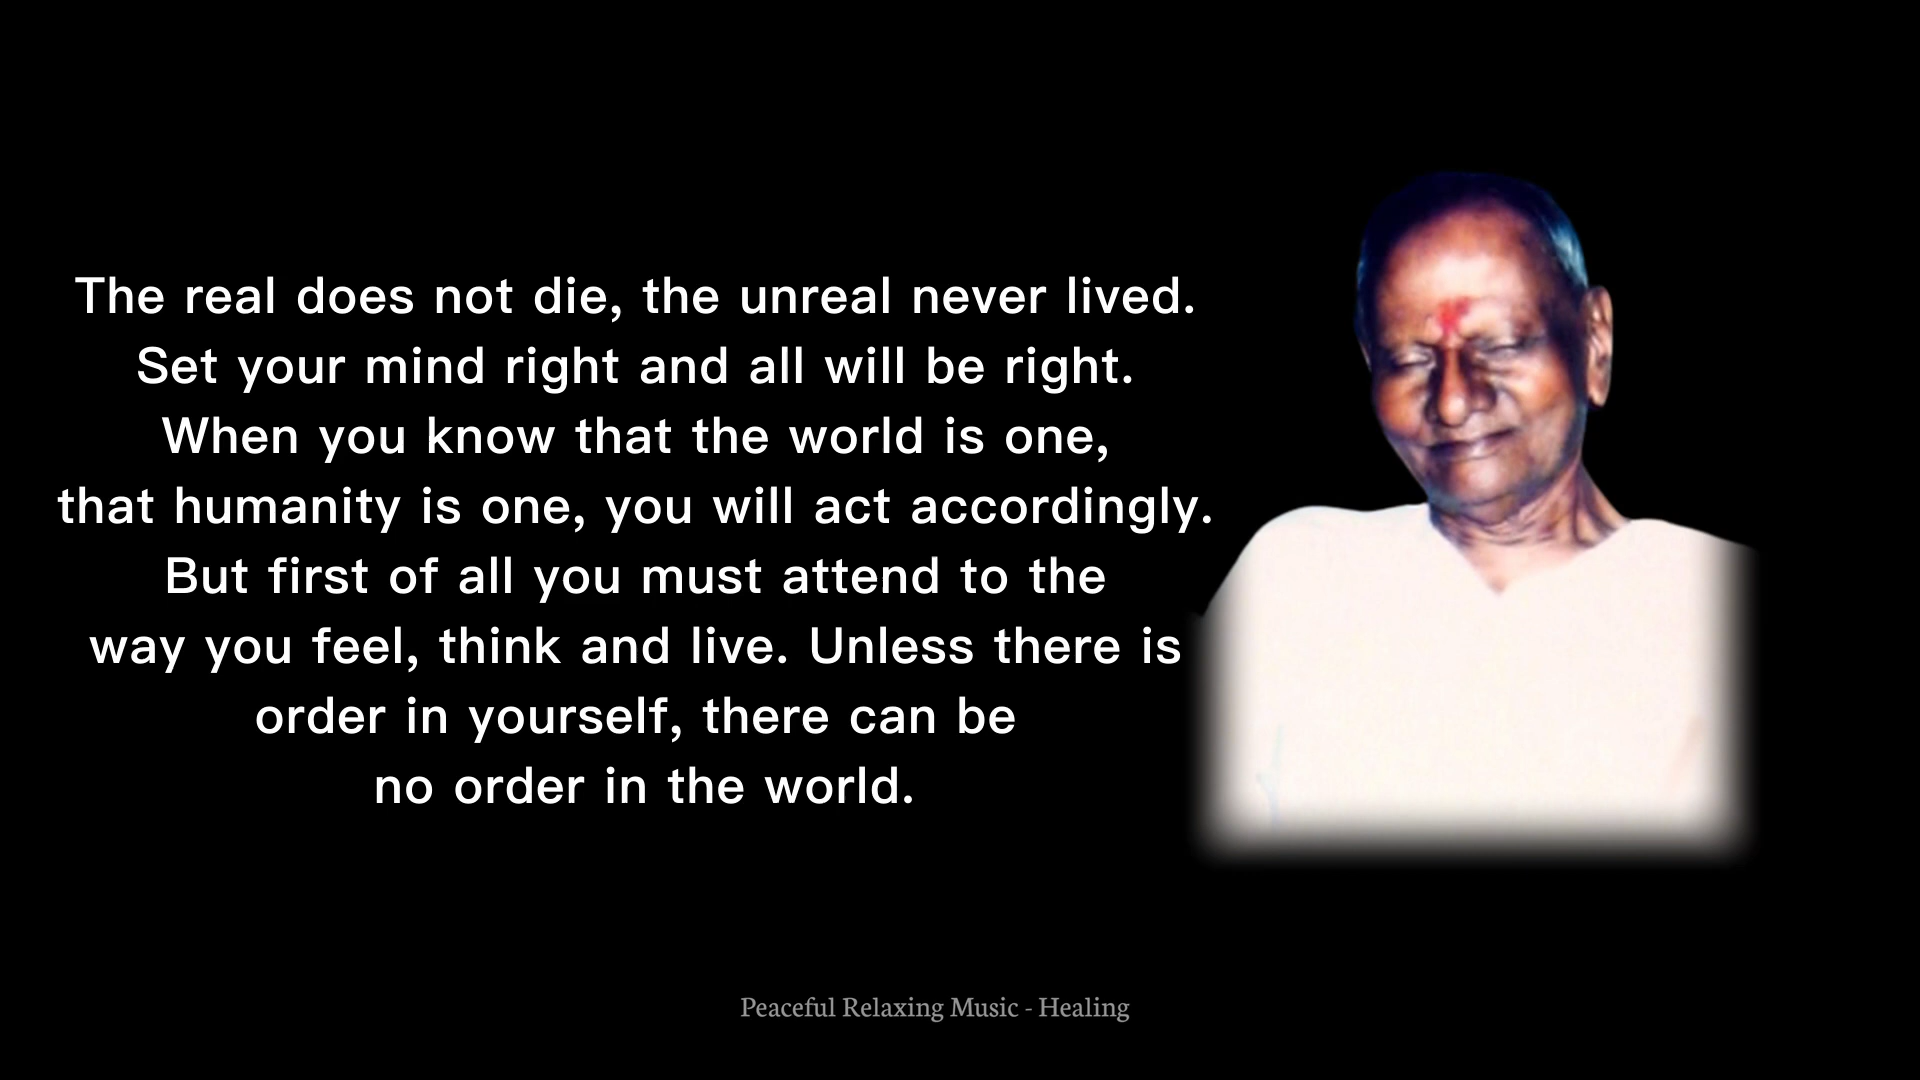 The real does not die, the unreal never lived.
Set your mind right and all will be right.
When you know that the world is one,
that humanity is one, you will act accordingly.
But first of all you must attend to the
way you feel, think and live. Unless there is
order in yourself, there can be
no order in the world.
Peaceful Relaxing Music - Healing